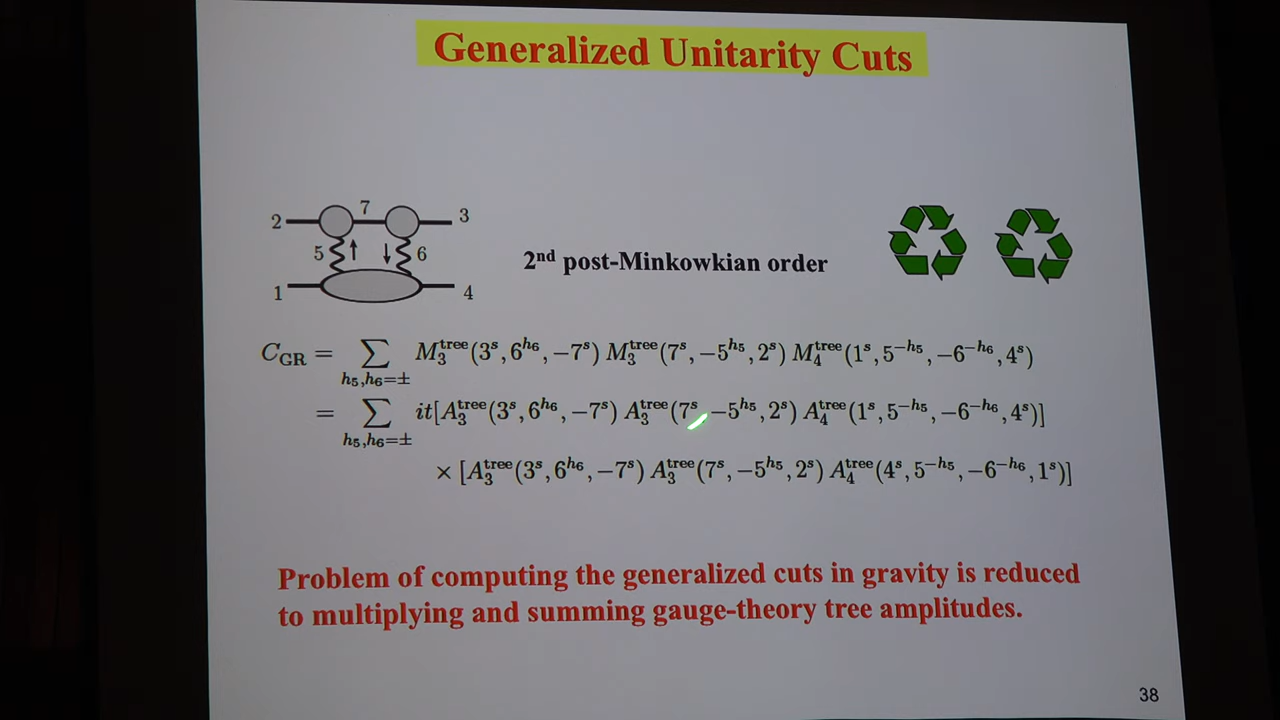 Generalized Unitarity Cuts
2 7 3
5 6
1 4
2nd post-Minkowkian order
C_GR = ∑_{h5,h6=±} M_3^tree(3^s, 6^{h6}, −7^s) M_3^tree(7^s, −5^{h5}, 2^s) M_4^tree(1^s, 5^{−h5}, −6^{−h6}, 4^s)
= ∑_{h5,h6=±} it[A_3^tree(3^s, 6^{h6}, −7^s) A_3^tree(7^s, −5^{h5}, 2^s) A_4^tree(1^s, 5^{−h5}, −6^{−h6}, 4^s)]
× [A_3^tree(3^s, 6^{h6}, −7^s) A_3^tree(7^s, −5^{h5}, 2^s) A_4^tree(4^s, 5^{−h5}, −6^{−h6}, 1^s)]
Problem of computing the generalized cuts in gravity is reduced
to multiplying and summing gauge-theory tree amplitudes.
38